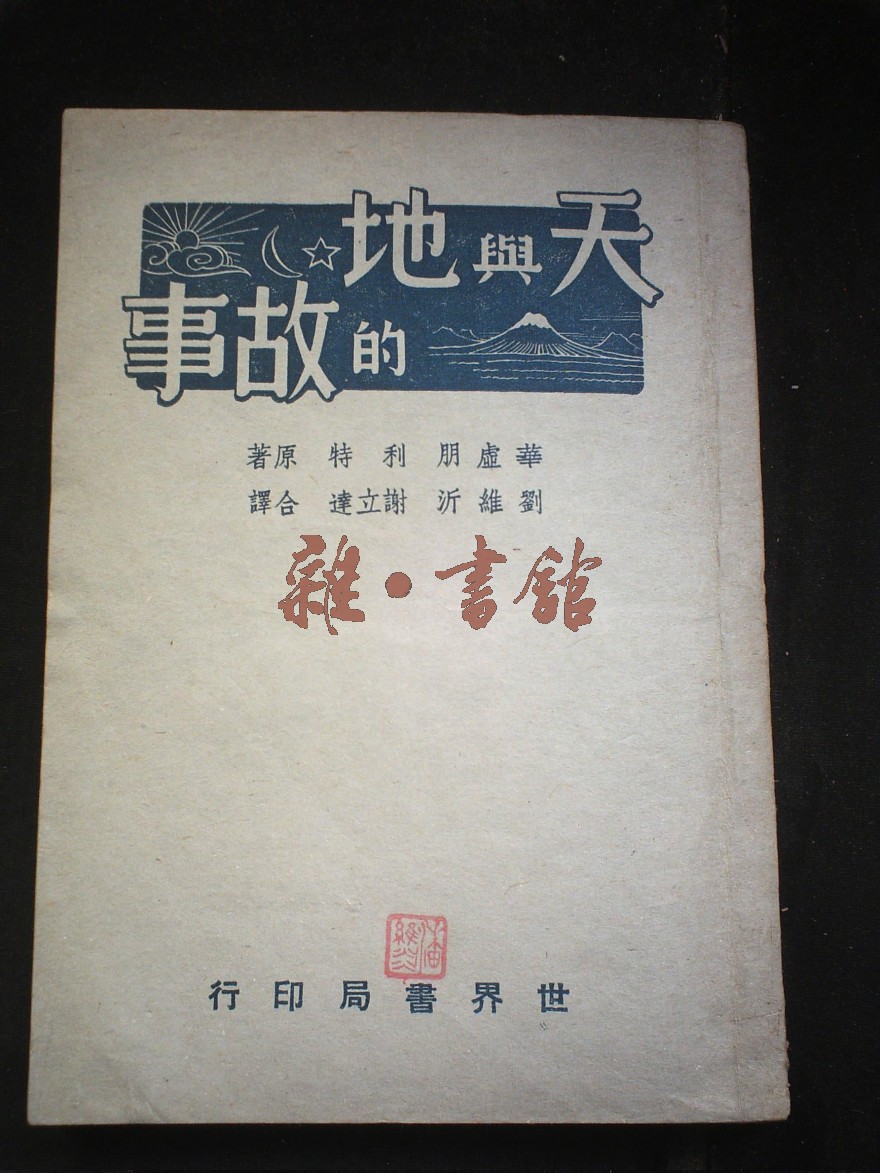 天與地
的故事
華虛朋 利特 原著
劉維沂 謝立達 合譯
雜·書館
世界書局印行